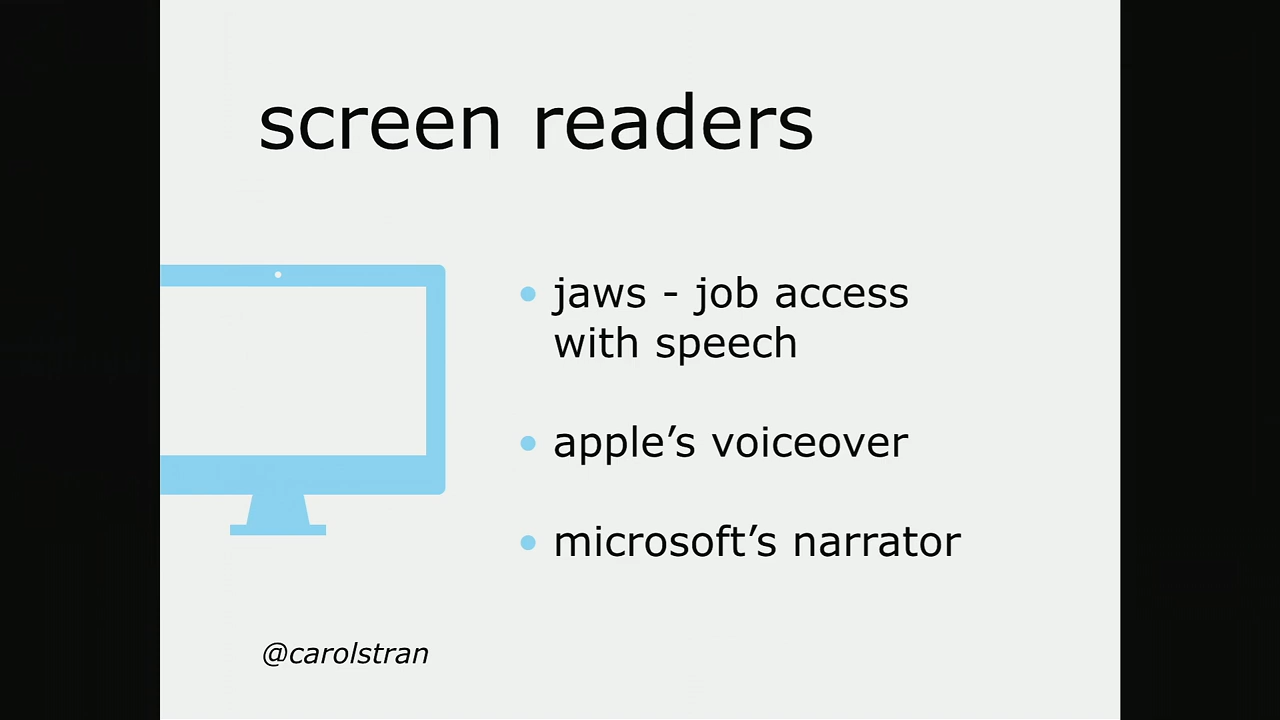 screen readers
jaws - job access
with speech
apple’s voiceover
microsoft’s narrator
@carolstran